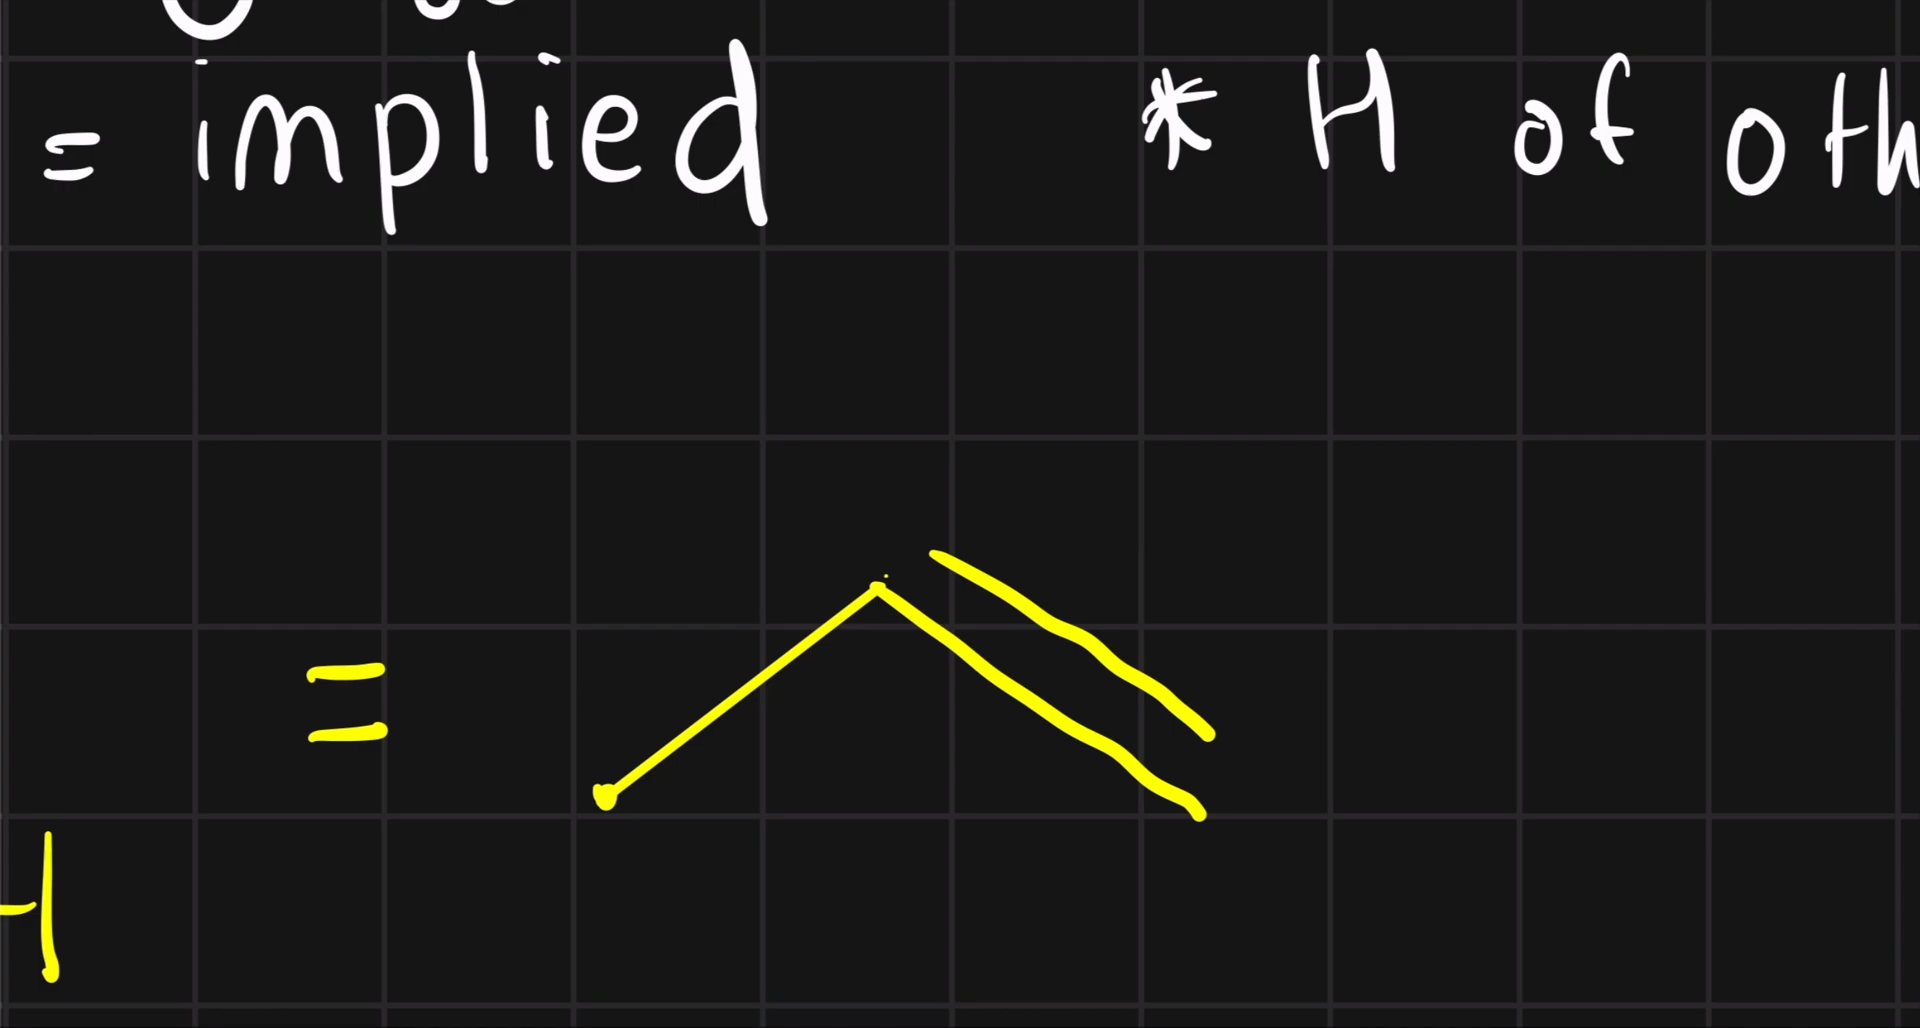 = implied * H of oth
=
H